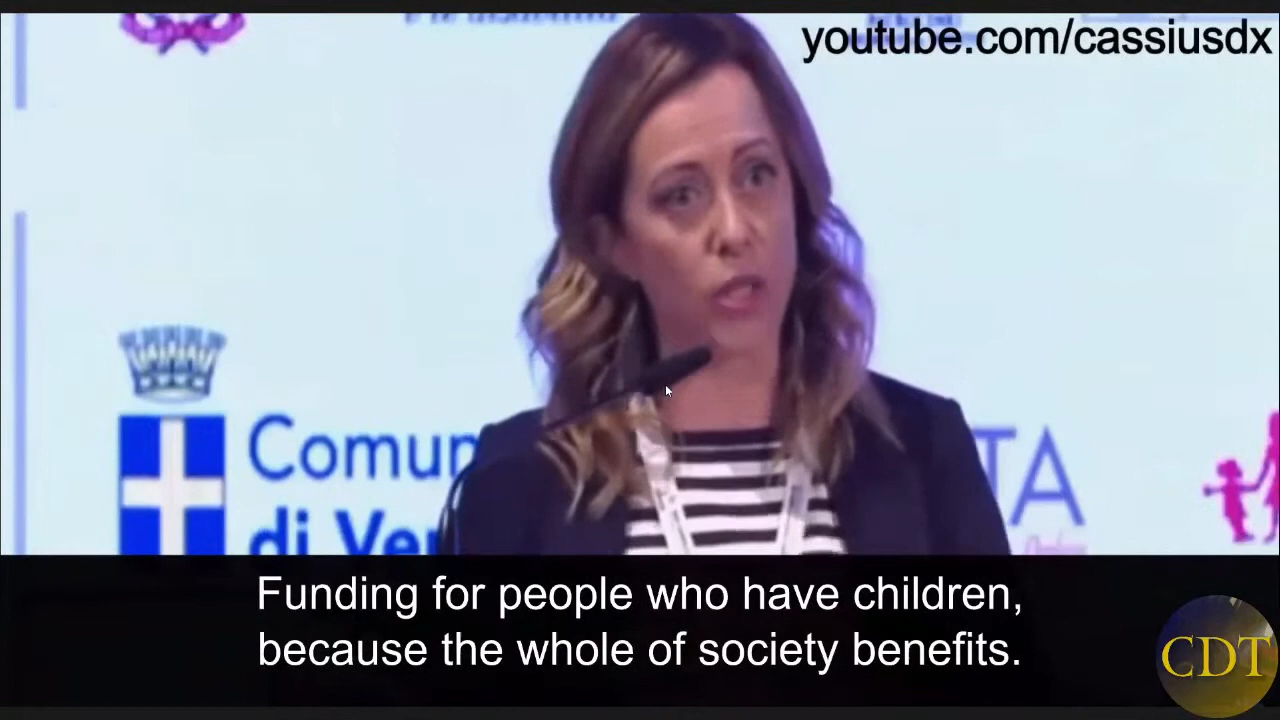 youtube.com/cassiusdx
Comun
di Ver
TA
Funding for people who have children,
because the whole of society benefits.
CDT